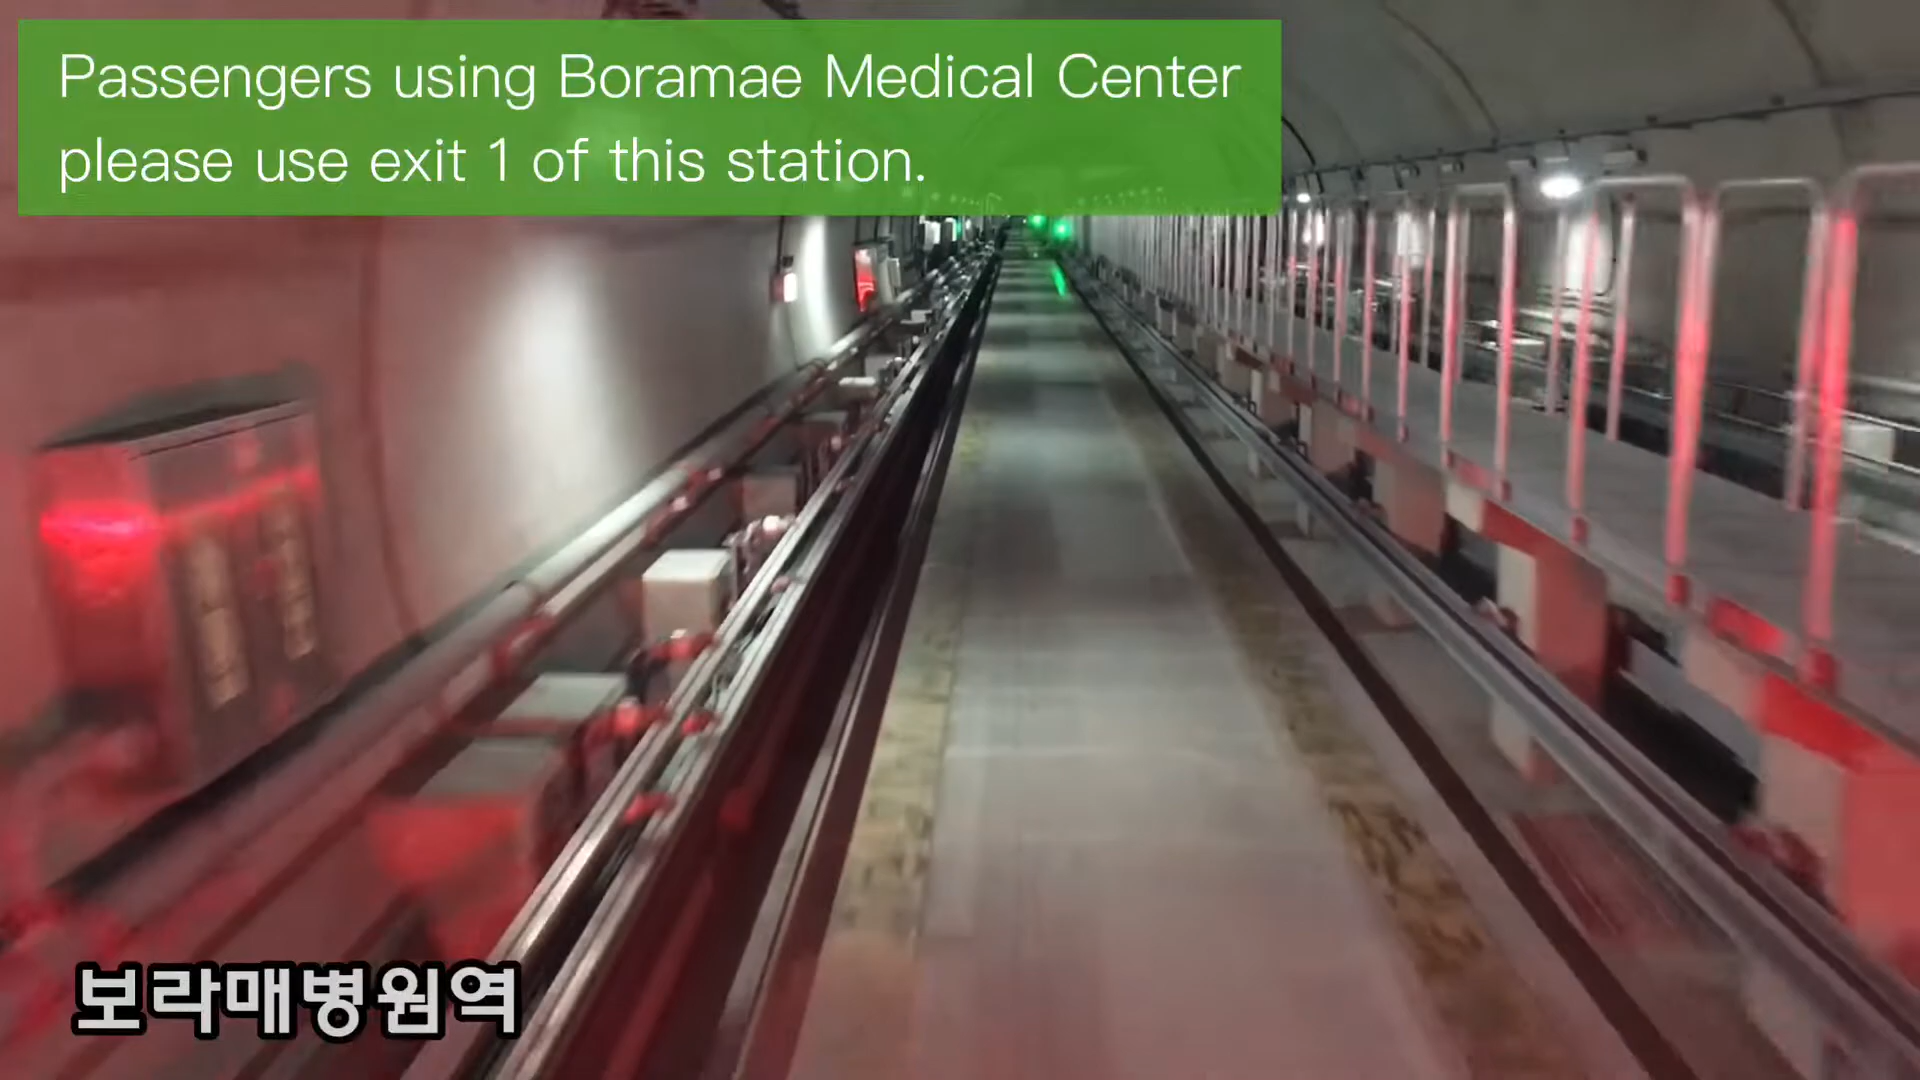 Passengers using Boramae Medical Center
please use exit 1 of this station.
보라매병원역